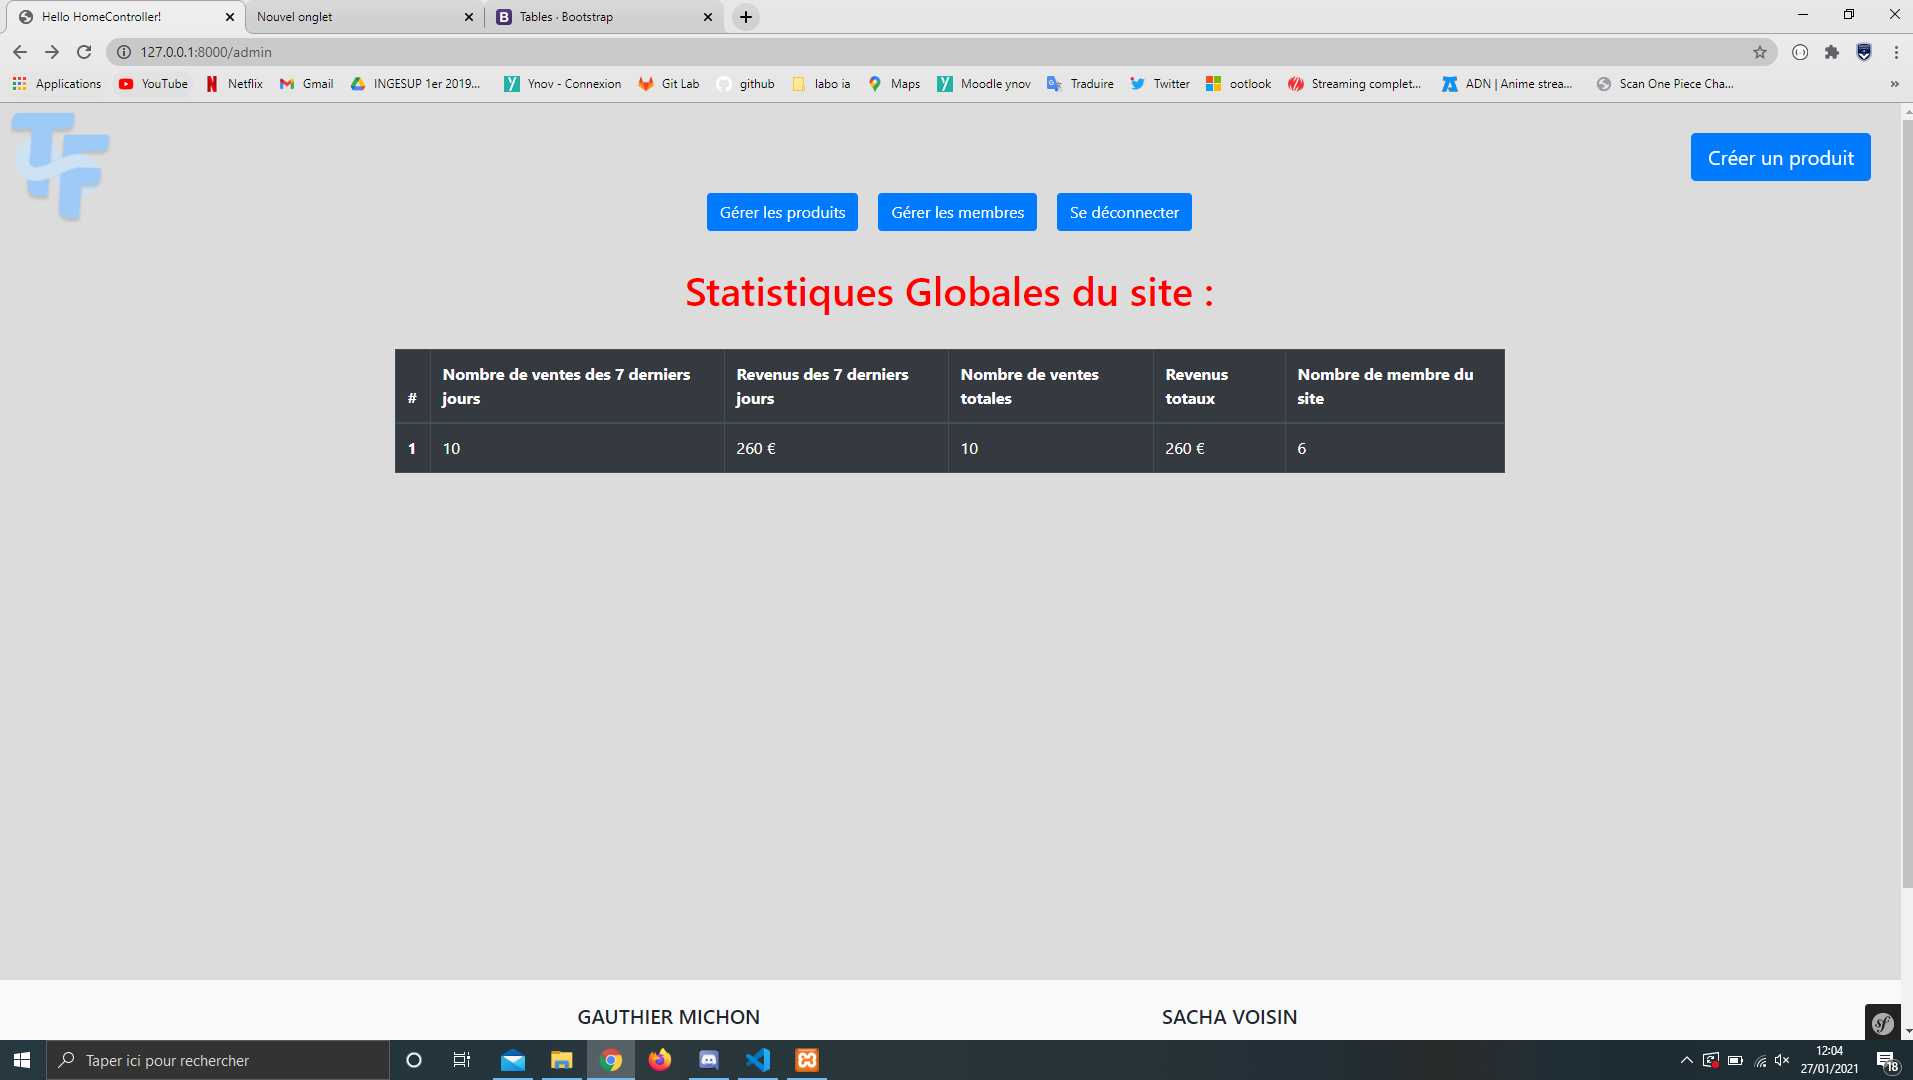 Hello HomeController!
Nouvel onglet
Tables · Bootstrap
127.0.0.1:8000/admin
Applications YouTube Netflix Gmail INGESUP 1er 2019... Ynov - Connexion Git Lab github labo ia Maps Moodle ynov Traduire Twitter ootlook Streaming complet... ADN | Anime strea... Scan One Piece Cha... »
TF
Créer un produit
Gérer les produits
Gérer les membres
Se déconnecter
Statistiques Globales du site :
# Nombre de ventes des 7 derniers jours Revenus des 7 derniers jours Nombre de ventes totales Revenus totaux Nombre de membre du site
1 10 260 € 10 260 € 6
GAUTHIER MICHON
SACHA VOISIN
sf
Taper ici pour rechercher
12:04
27/01/2021
18